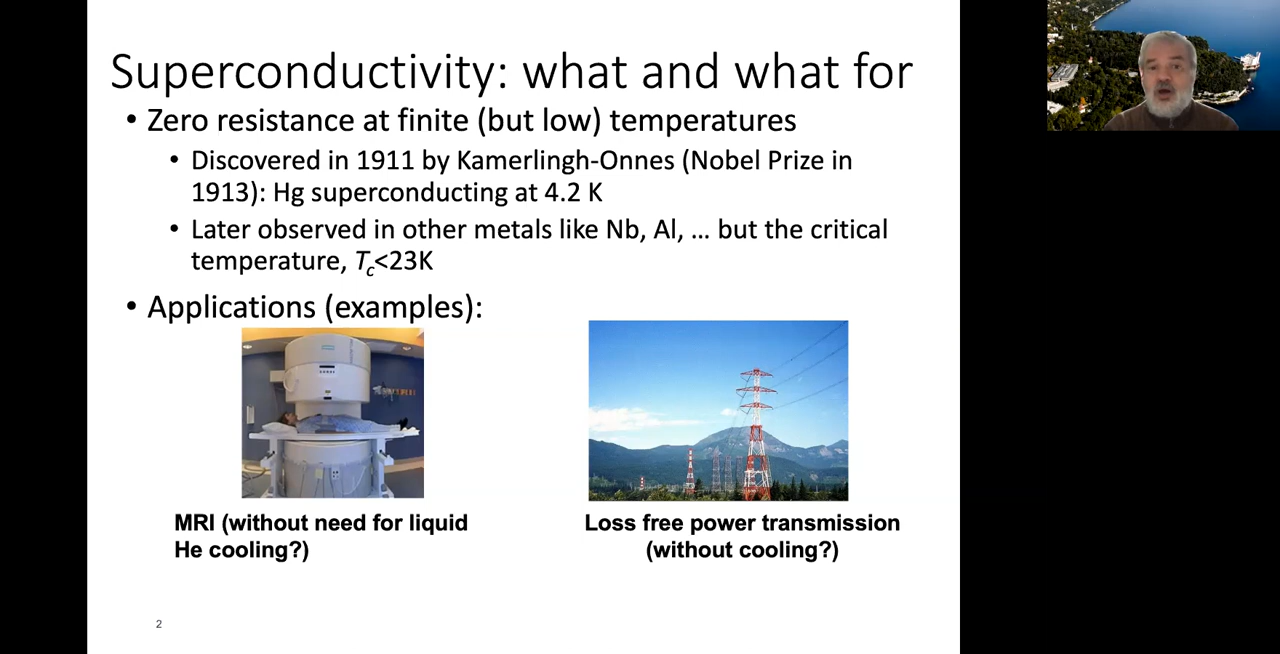 Superconductivity: what and what for
• Zero resistance at finite (but low) temperatures
• Discovered in 1911 by Kamerlingh-Onnes (Nobel Prize in
1913): Hg superconducting at 4.2 K
• Later observed in other metals like Nb, Al, … but the critical
temperature, Tc<23K
• Applications (examples):
MRI (without need for liquid
He cooling?)
Loss free power transmission
(without cooling?)
2